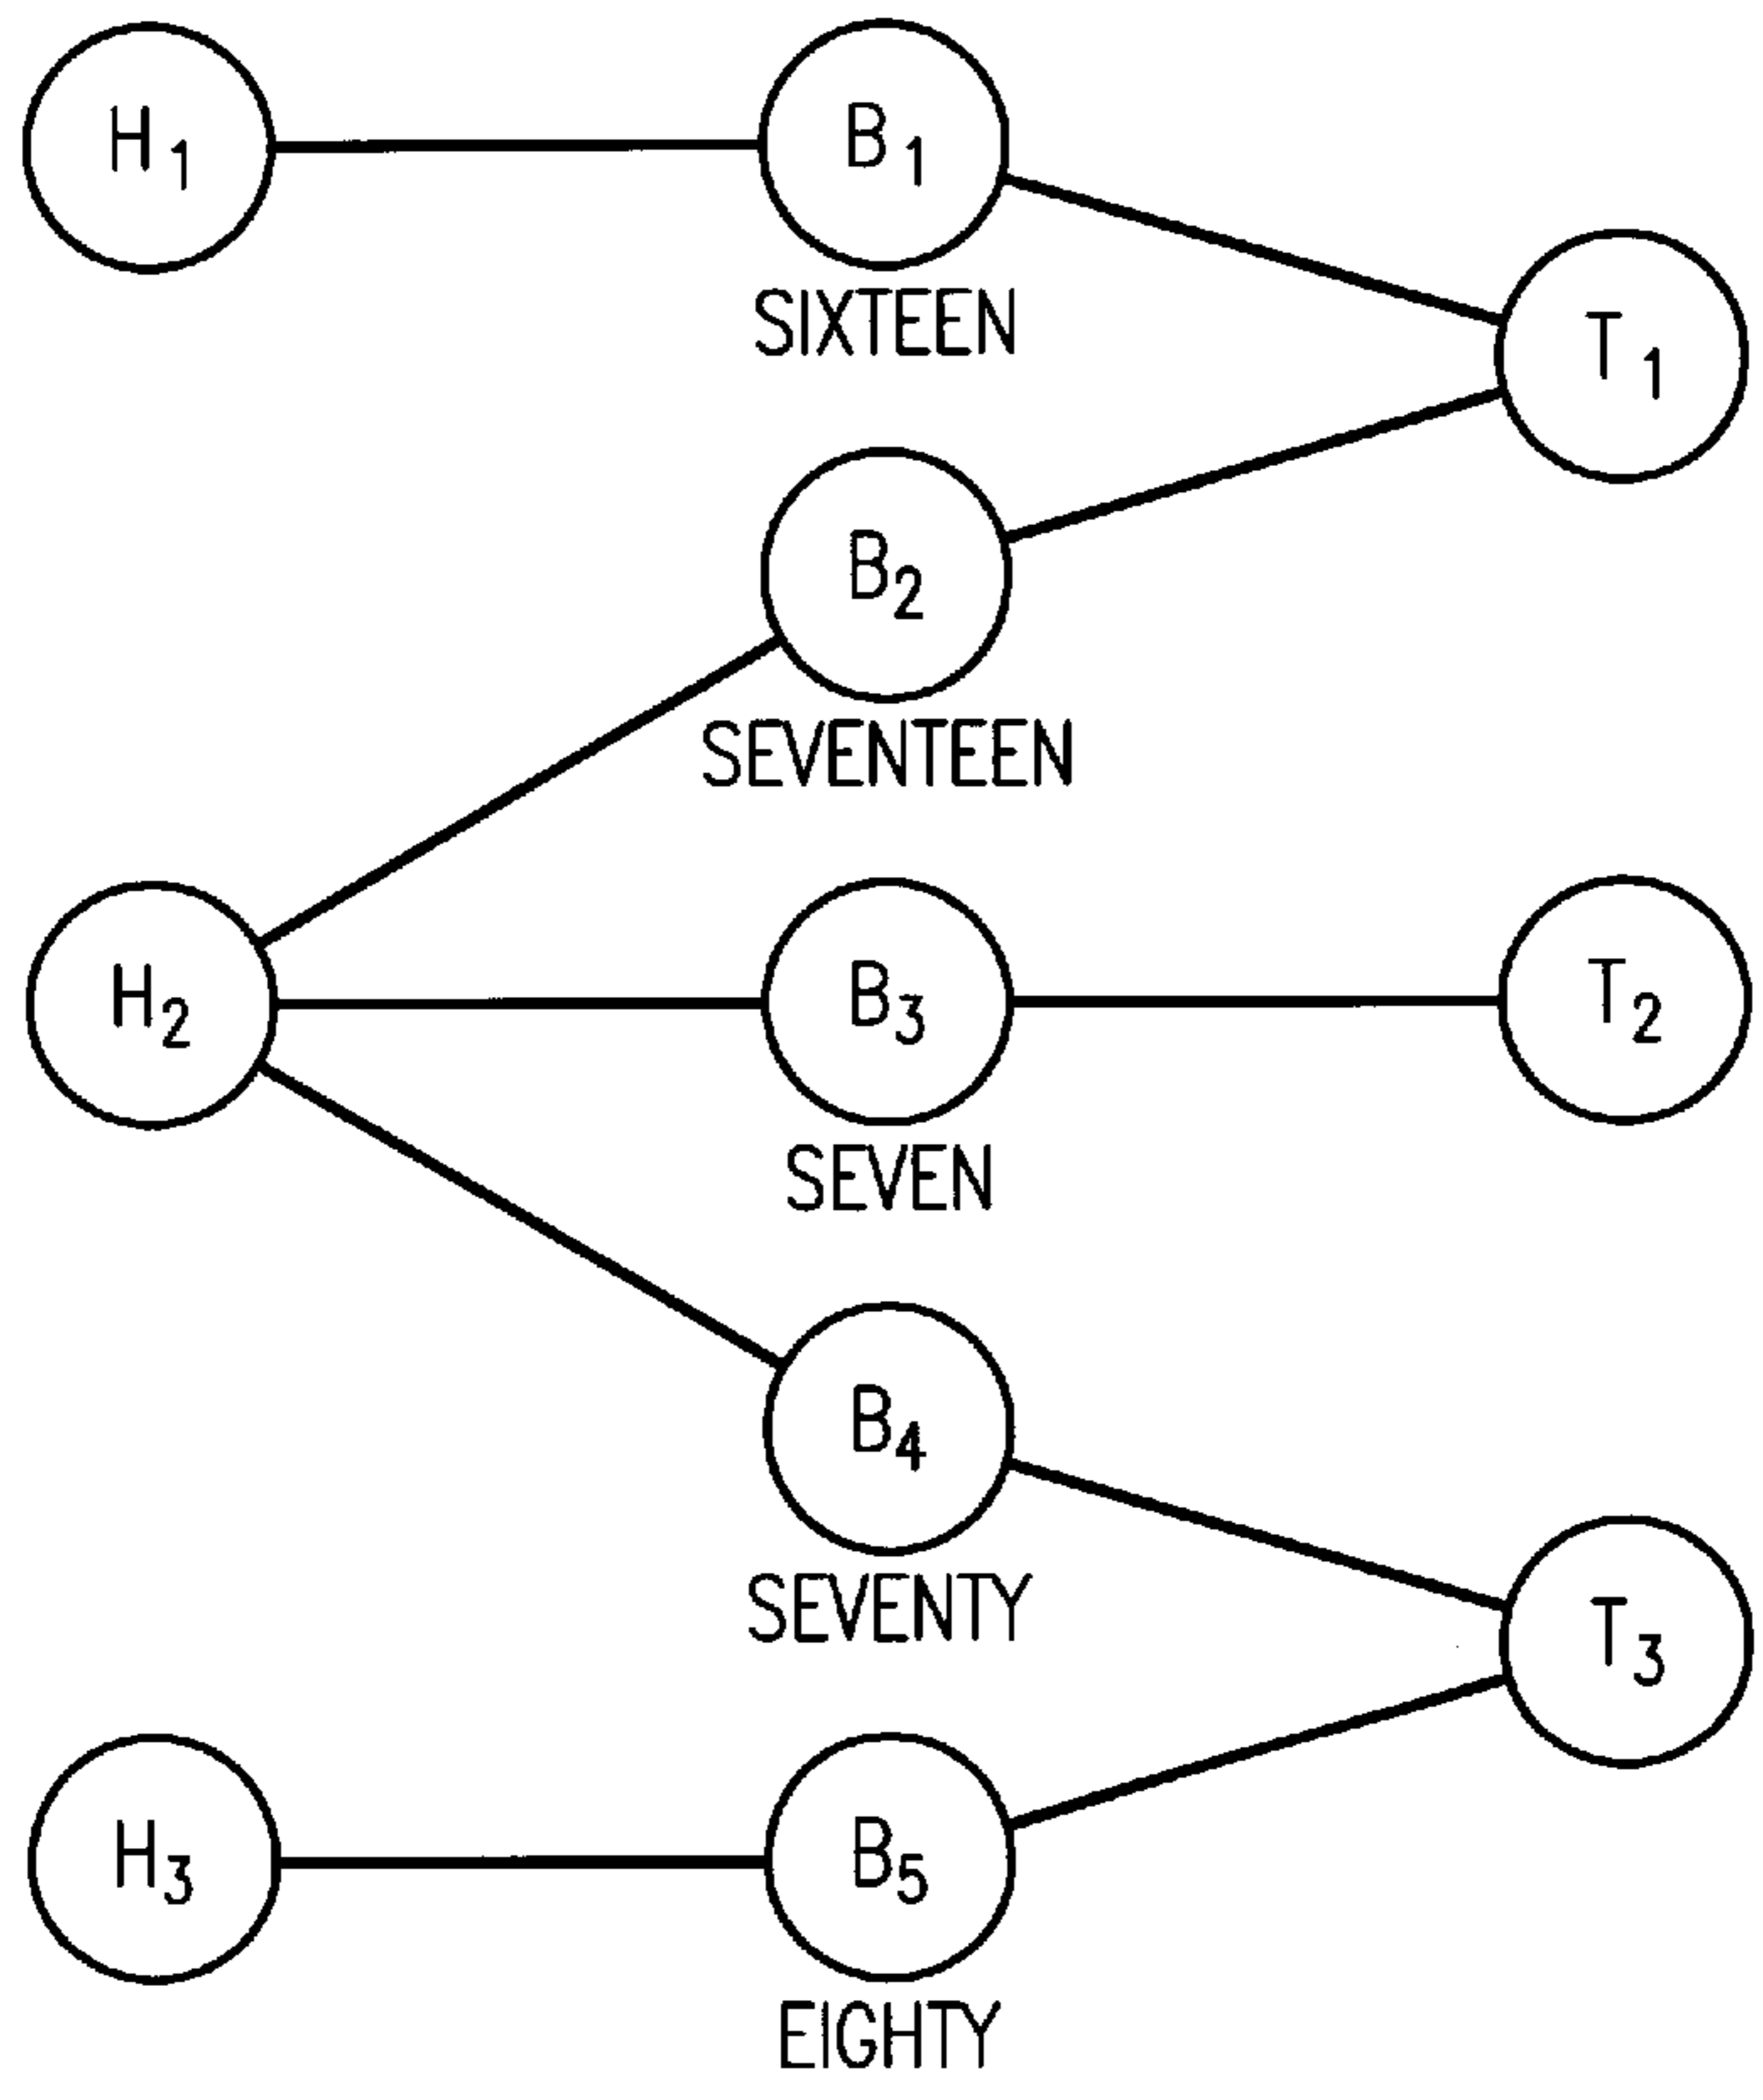 H1
B1
SIXTEEN
T1
B2
SEVENTEEN
H2
B3
T2
SEVEN
B4
SEVENTY
T3
H3
B5
EIGHTY